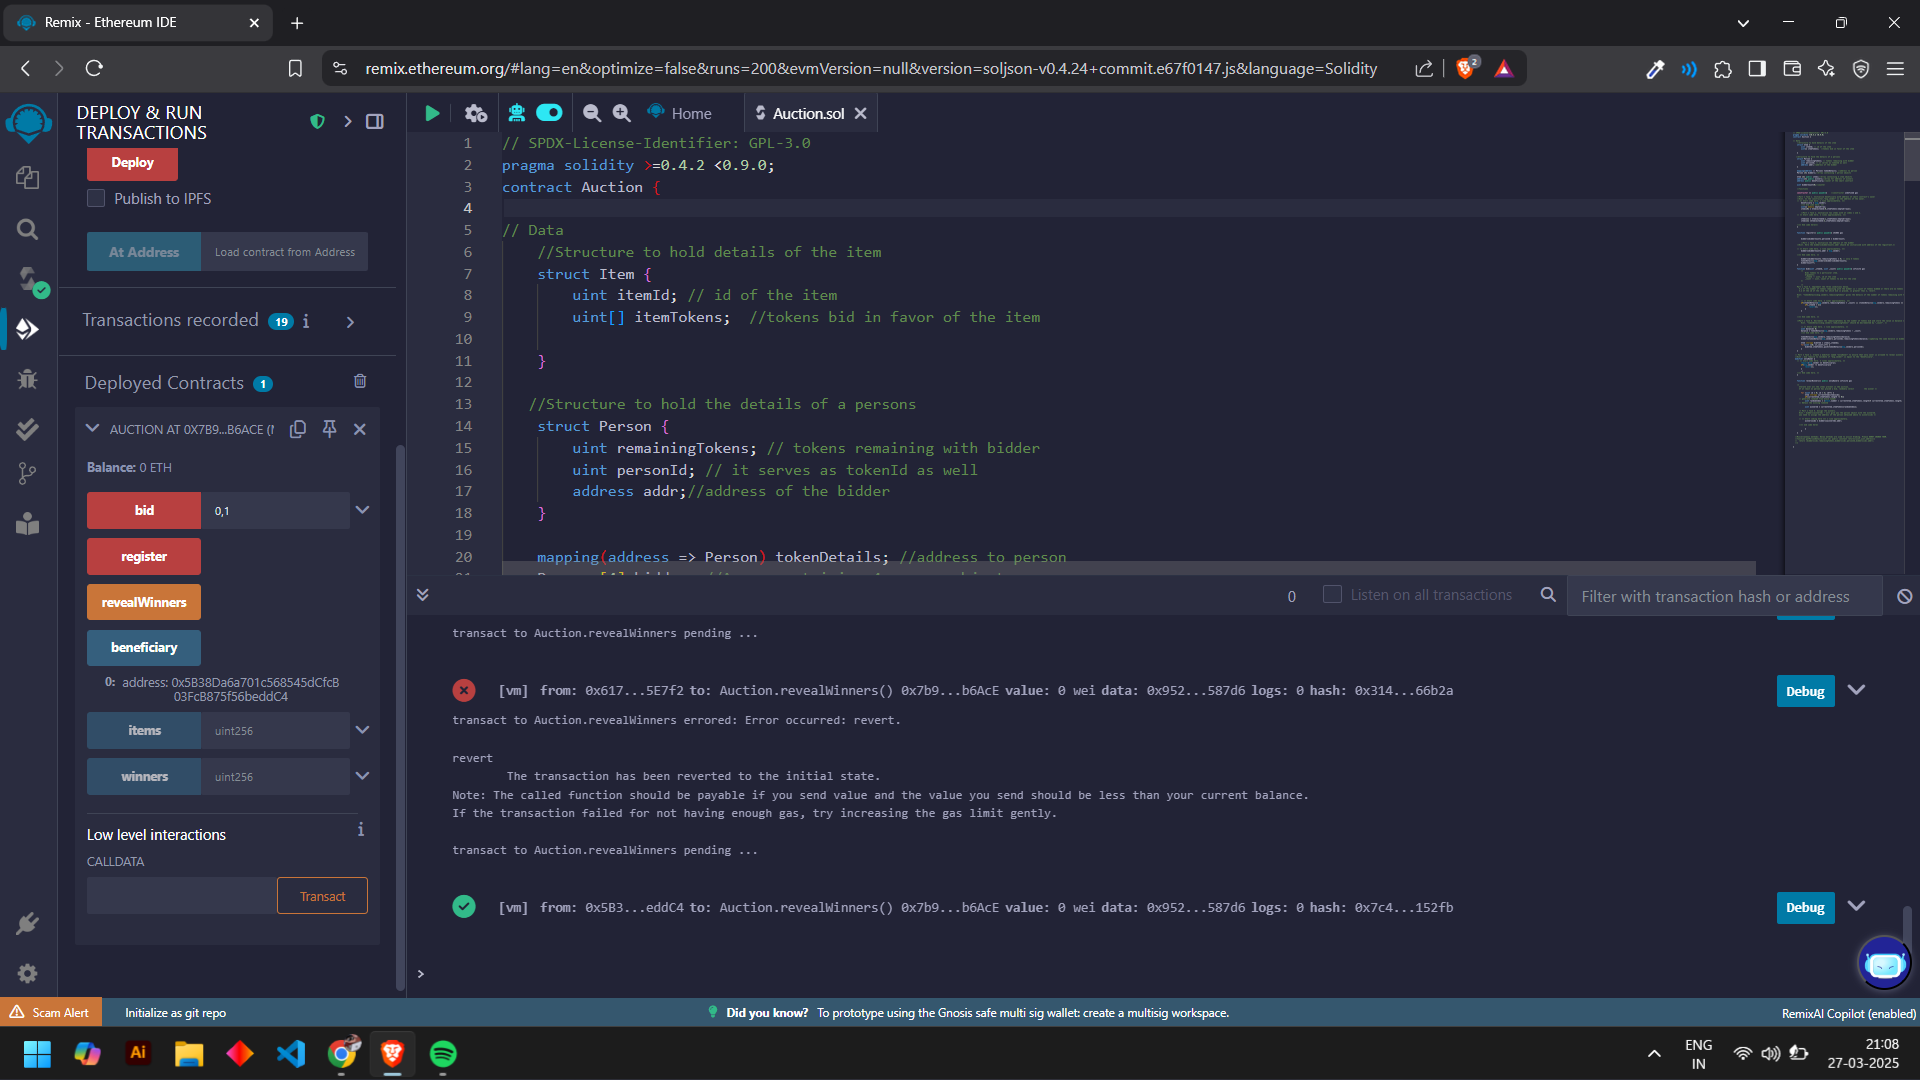 Remix - Ethereum IDE
remix.ethereum.org/#lang=en&optimize=false&runs=200&evmVersion=null&version=soljson-v0.4.24+commit.e67f0147.js&language=Solidity
2
DEPLOY & RUN
TRANSACTIONS
Deploy
Publish to IPFS
At Address
Load contract from Address
Transactions recorded 19 i
Deployed Contracts 1
AUCTION AT 0X7B9...B6ACE (
Balance: 0 ETH
bid
0,1
register
revealWinners
beneficiary
0: address: 0x5B38Da6a701c568545dCfcB
03FcB875f56beddC4
items
uint256
winners
uint256
Low level interactions
i
CALLDATA
Transact
Home
Auction.sol
1 // SPDX-License-Identifier: GPL-3.0
2 pragma solidity >=0.4.2 <0.9.0;
3 contract Auction {
4
5 // Data
6 //Structure to hold details of the item
7 struct Item {
8 uint itemId; // id of the item
9 uint[] itemTokens; //tokens bid in favor of the item
10
11 }
12
13 //Structure to hold the details of a persons
14 struct Person {
15 uint remainingTokens; // tokens remaining with bidder
16 uint personId; // it serves as tokenId as well
17 address addr;//address of the bidder
18 }
19
20 mapping(address => Person) tokenDetails; //address to person
0
Listen on all transactions
Filter with transaction hash or address
transact to Auction.revealWinners pending ...
[vm] from: 0x617...5E7f2 to: Auction.revealWinners() 0x7b9...b6AcE value: 0 wei data: 0x952...587d6 logs: 0 hash: 0x314...66b2a
Debug
transact to Auction.revealWinners errored: Error occurred: revert.
revert
The transaction has been reverted to the initial state.
Note: The called function should be payable if you send value and the value you send should be less than your current balance.
If the transaction failed for not having enough gas, try increasing the gas limit gently.
transact to Auction.revealWinners pending ...
[vm] from: 0x5B3...eddC4 to: Auction.revealWinners() 0x7b9...b6AcE value: 0 wei data: 0x952...587d6 logs: 0 hash: 0x7c4...152fb
Debug
>
Scam Alert
Initialize as git repo
Did you know? To prototype using the Gnosis safe multi sig wallet: create a multisig workspace.
RemixAI Copilot (enabled)
Ai
ENG
IN
21:08
27-03-2025